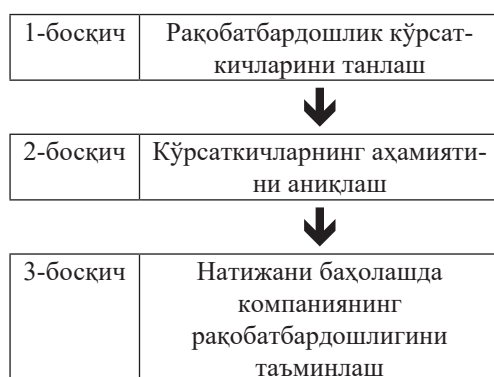 1-босқич Рақобатбардошлик кўрсат-
кичларини танлаш
2-босқич Кўрсаткичларнинг аҳамияти-
ни аниқлаш
3-босқич Натижани баҳолашда
компаниянинг
рақобатбардошлигини
таъминлаш